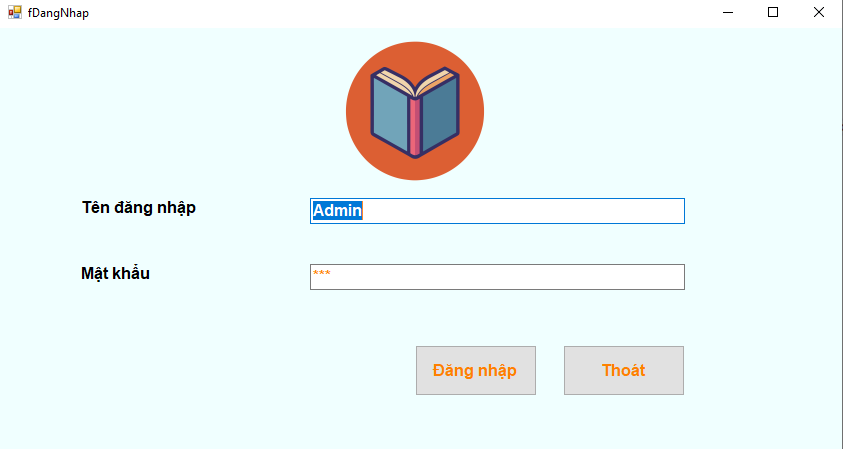 fDangNhap
Tên đăng nhập
Admin
Mật khẩu
***
Đăng nhập
Thoát